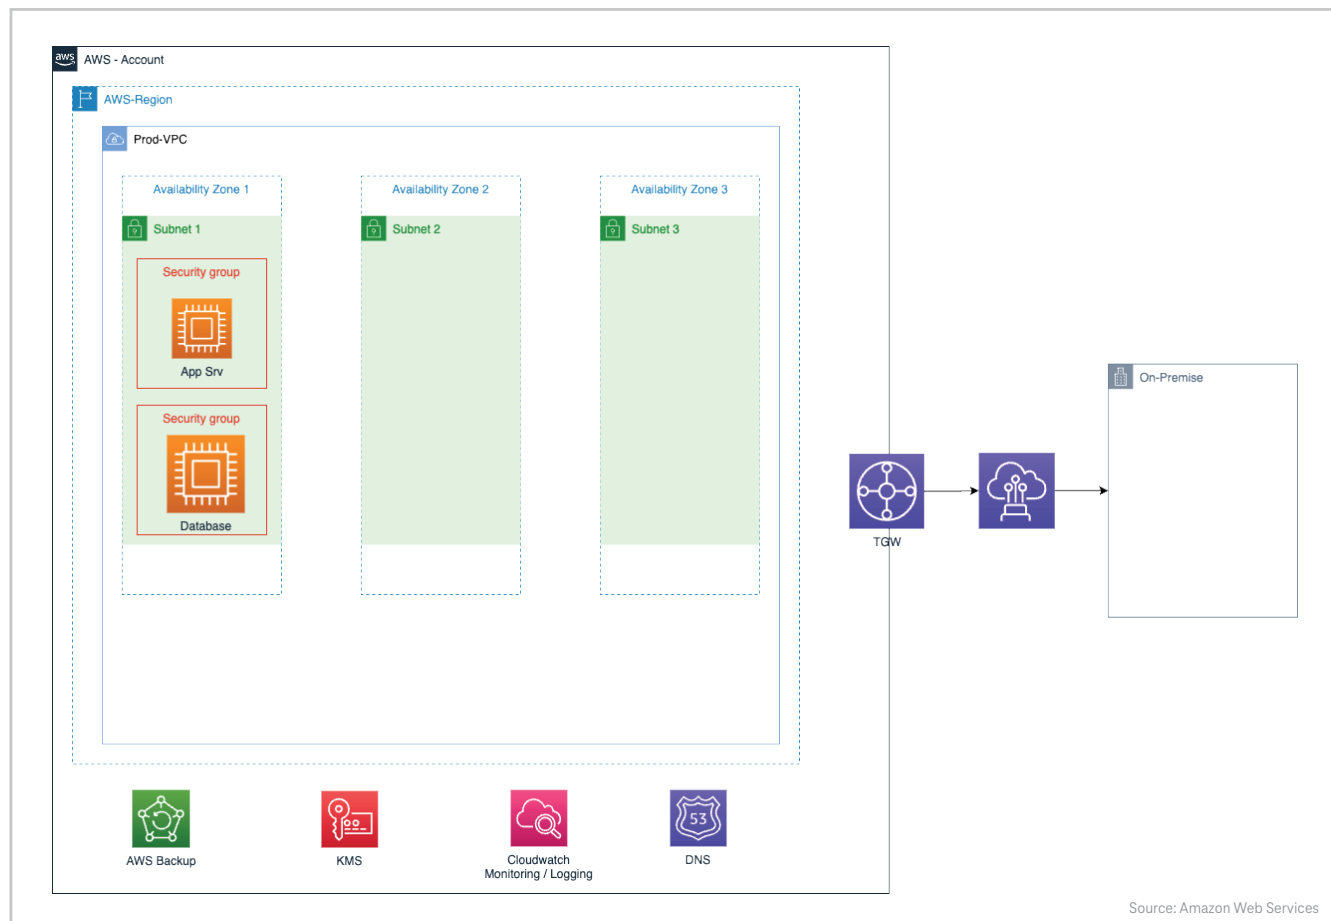 aws
AWS - Account
AWS-Region
Prod-VPC
Availability Zone 1
Availability Zone 2
Availability Zone 3
Subnet 1
Subnet 2
Subnet 3
Security group
App Srv
Security group
Database
On-Premise
TGW
53
AWS Backup
KMS
Cloudwatch
Monitoring / Logging
DNS
Source: Amazon Web Services